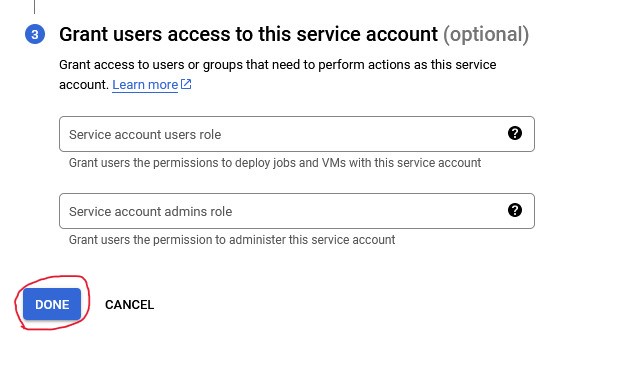 3 Grant users access to this service account (optional)
Grant access to users or groups that need to perform actions as this service
account. Learn more
Service account users role ?
Grant users the permissions to deploy jobs and VMs with this service account
Service account admins role ?
Grant users the permission to administer this service account
DONE CANCEL